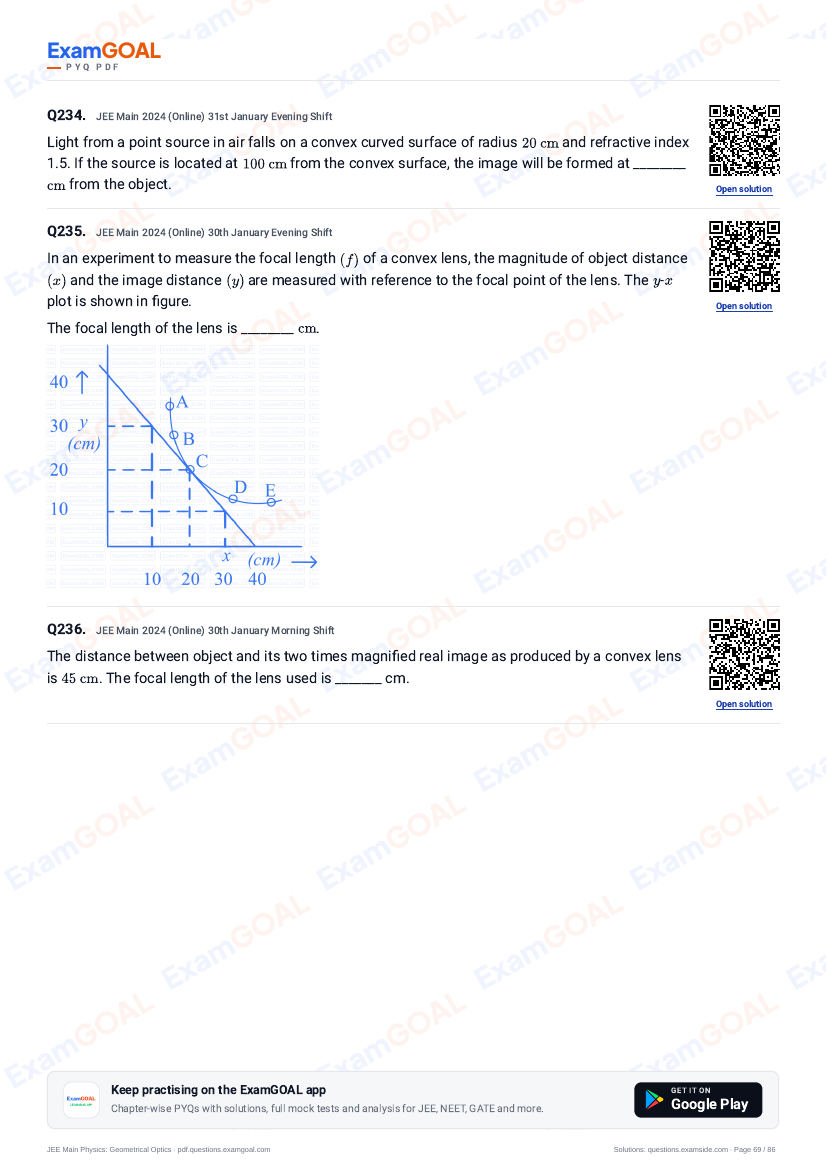 ExamGOAL
PYQ PDF
Q234. JEE Main 2024 (Online) 31st January Evening Shift
Light from a point source in air falls on a convex curved surface of radius 20 cm and refractive index
1.5. If the source is located at 100 cm from the convex surface, the image will be formed at ________
cm from the object.
Open solution
Q235. JEE Main 2024 (Online) 30th January Evening Shift
In an experiment to measure the focal length (f) of a convex lens, the magnitude of object distance
(x) and the image distance (y) are measured with reference to the focal point of the lens. The y-x
plot is shown in figure.
The focal length of the lens is ________ cm.
Open solution
40
A
30 y
(cm)
B
C
20
D E
10
x (cm)
10 20 30 40
Q236. JEE Main 2024 (Online) 30th January Morning Shift
The distance between object and its two times magnified real image as produced by a convex lens
is 45 cm. The focal length of the lens used is _______ cm.
Open solution
Keep practising on the ExamGOAL app
Chapter-wise PYQs with solutions, full mock tests and analysis for JEE, NEET, GATE and more.
GET IT ON
Google Play
JEE Main Physics: Geometrical Optics · pdf.questions.examgoal.com
Solutions: questions.examside.com · Page 69 / 86